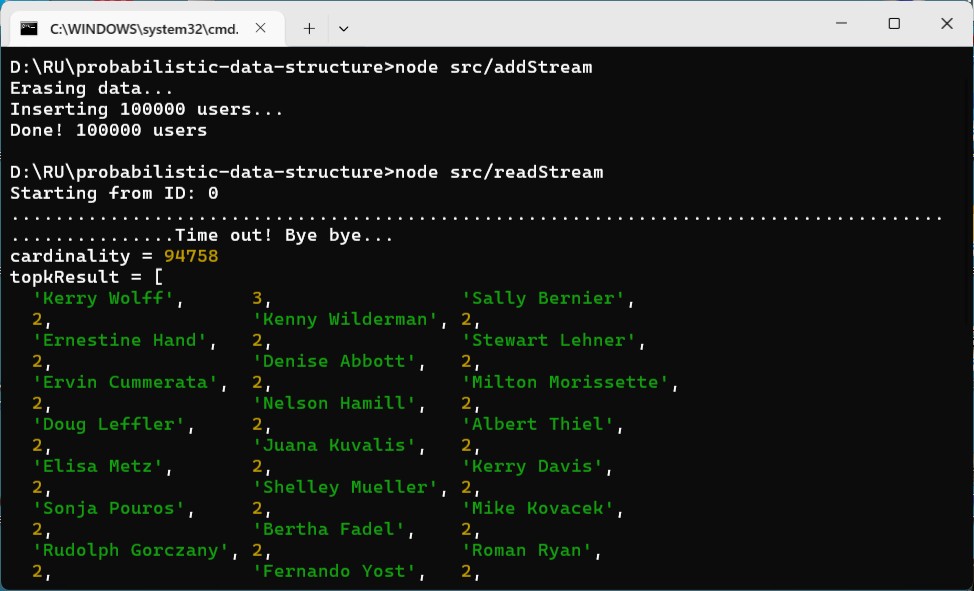 C:\WINDOWS\system32\cmd.
D:\RU\probabilistic-data-structure>node src/addStream
Erasing data...
Inserting 100000 users...
Done! 100000 users
D:\RU\probabilistic-data-structure>node src/readStream
Starting from ID: 0
.....................................................................................
...............Time out! Bye bye...
cardinality = 94758
topkResult = [
'Kerry Wolff', 3, 'Sally Bernier',
2, 'Kenny Wilderman', 2,
'Ernestine Hand', 2, 'Stewart Lehner',
2, 'Denise Abbott', 2,
'Ervin Cummerata', 2, 'Milton Morissette',
2, 'Nelson Hamill', 2,
'Doug Leffler', 2, 'Albert Thiel',
2, 'Juana Kuvalis', 2,
'Elisa Metz', 2, 'Kerry Davis',
2, 'Shelley Mueller', 2,
'Sonja Pouros', 2, 'Mike Kovacek',
2, 'Bertha Fadel', 2,
'Rudolph Gorczany', 2, 'Roman Ryan',
2, 'Fernando Yost', 2,